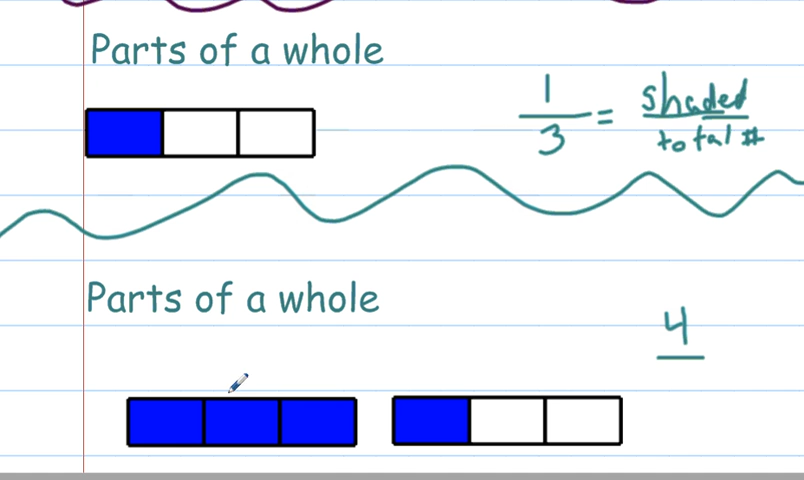 Parts of a whole
1/3 = shaded/total #
Parts of a whole
4